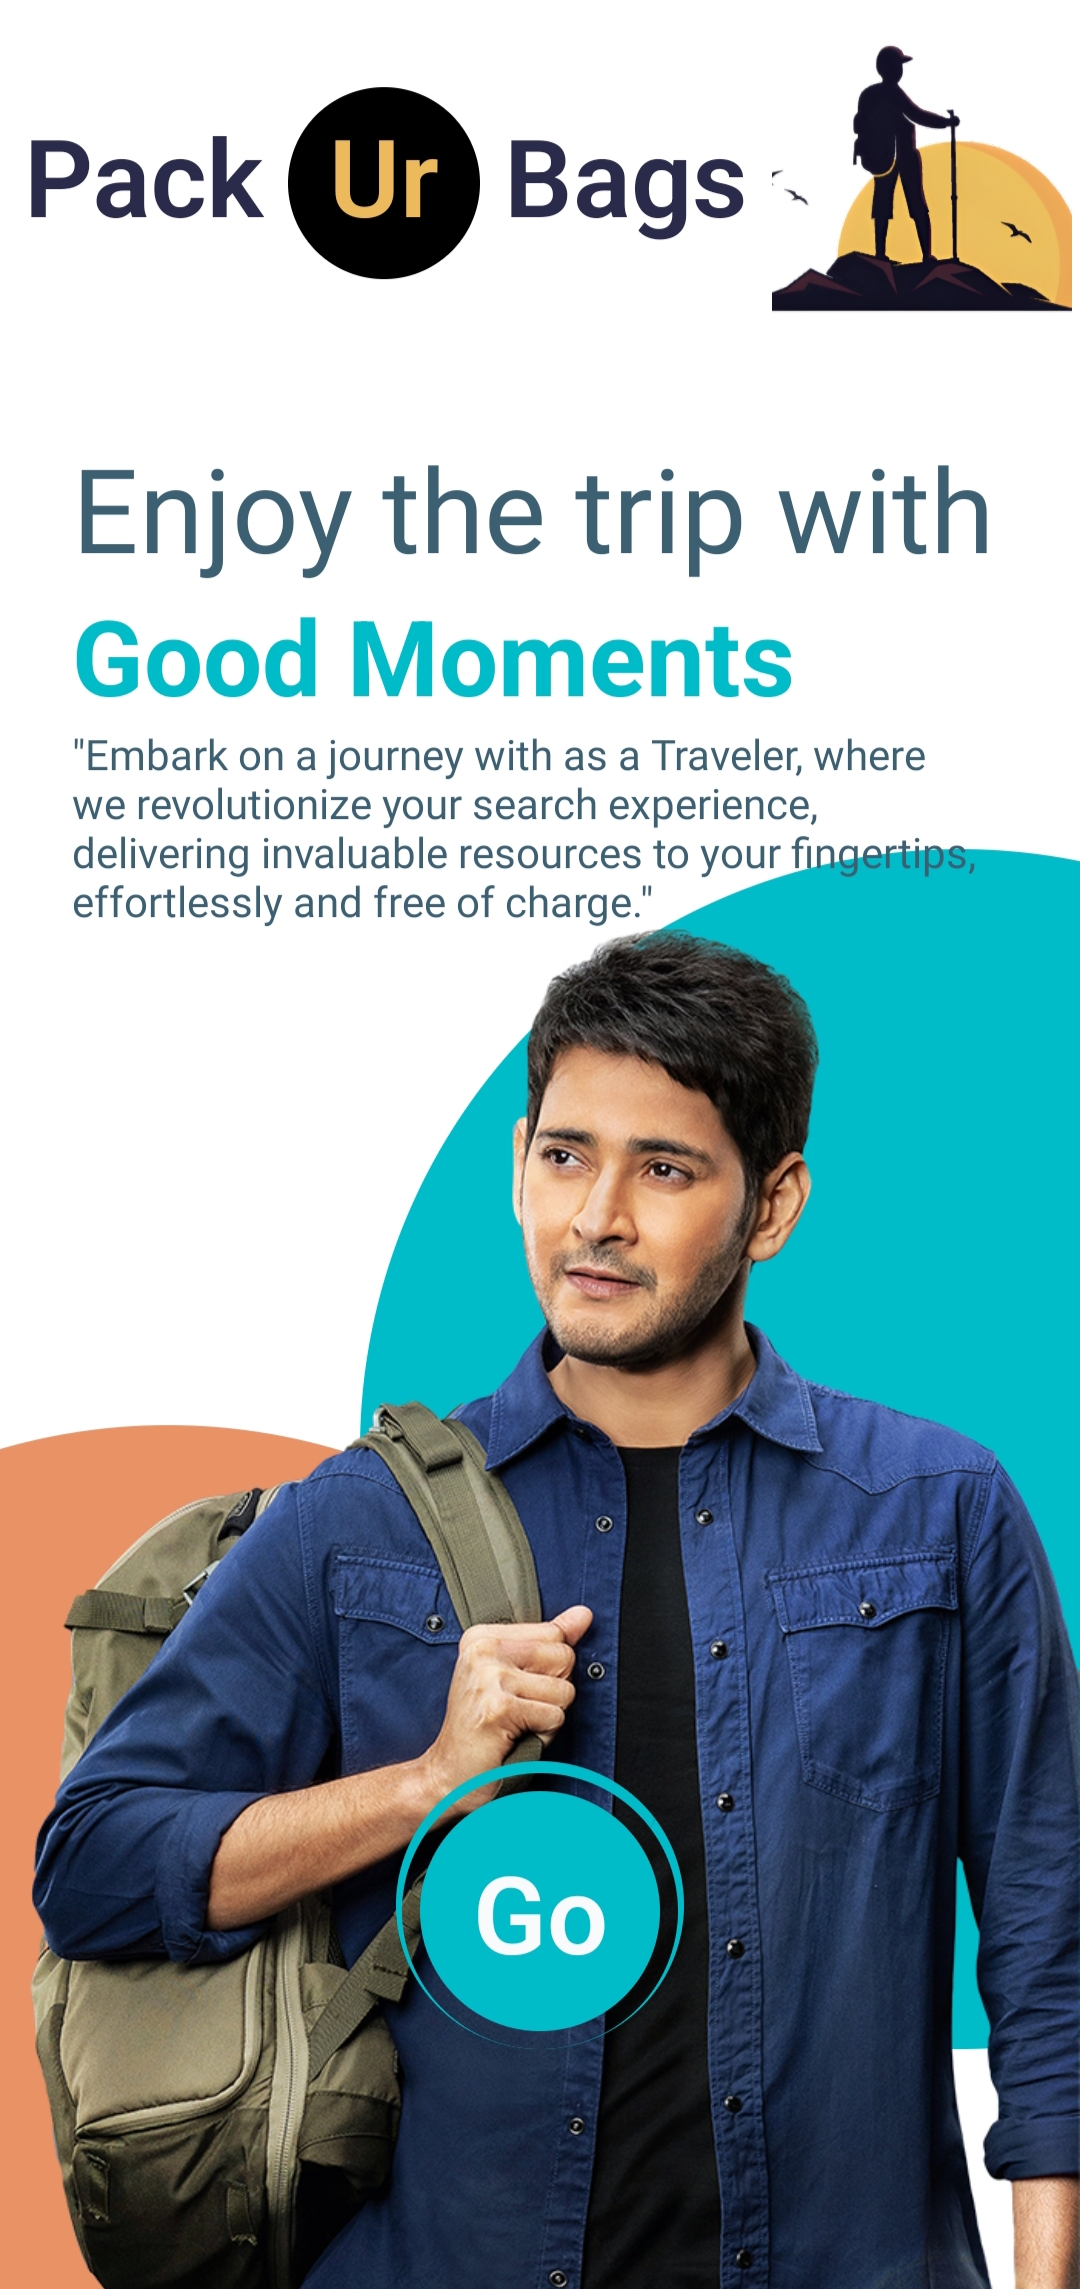 Pack Ur Bags
Enjoy the trip with
Good Moments
"Embark on a journey with as a Traveler, where
we revolutionize your search experience,
delivering invaluable resources to your fingertips,
effortlessly and free of charge."
Go